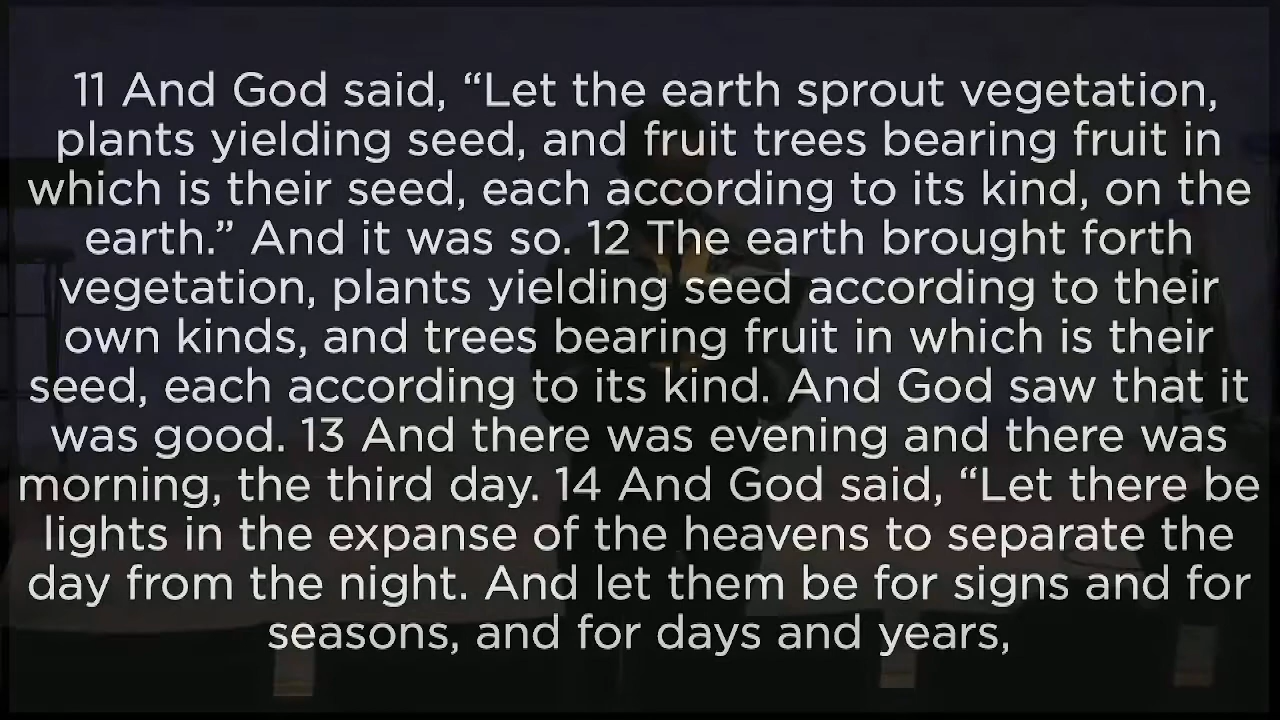 11 And God said, “Let the earth sprout vegetation,
plants yielding seed, and fruit trees bearing fruit in
which is their seed, each according to its kind, on the
earth.” And it was so. 12 The earth brought forth
vegetation, plants yielding seed according to their
own kinds, and trees bearing fruit in which is their
seed, each according to its kind. And God saw that it
was good. 13 And there was evening and there was
morning, the third day. 14 And God said, “Let there be
lights in the expanse of the heavens to separate the
day from the night. And let them be for signs and for
seasons, and for days and years,